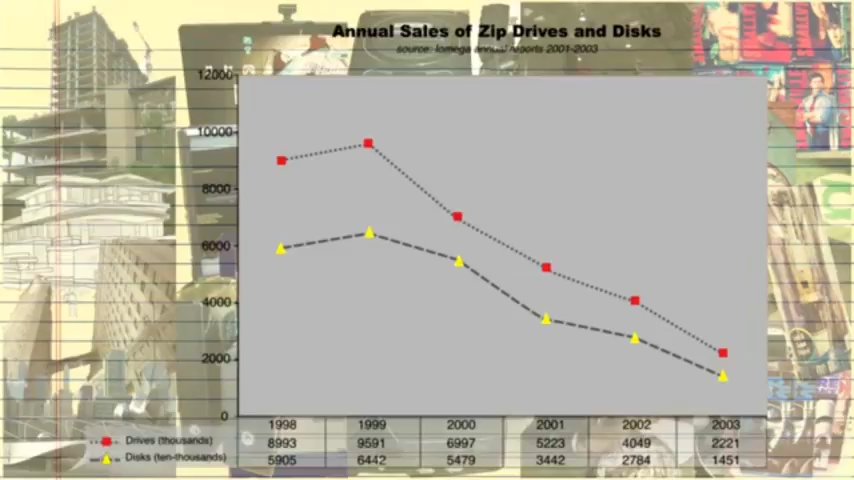 Annual Sales of Zip Drives and Disks
source: Iomega annual reports 2001-2003
12000
10000
8000
6000
4000
2000
0
1998 1999 2000 2001 2002 2003
Drives (thousands) 8993 9591 6997 5223 4049 2221
Disks (ten-thousands) 5905 6442 5479 3442 2784 1451